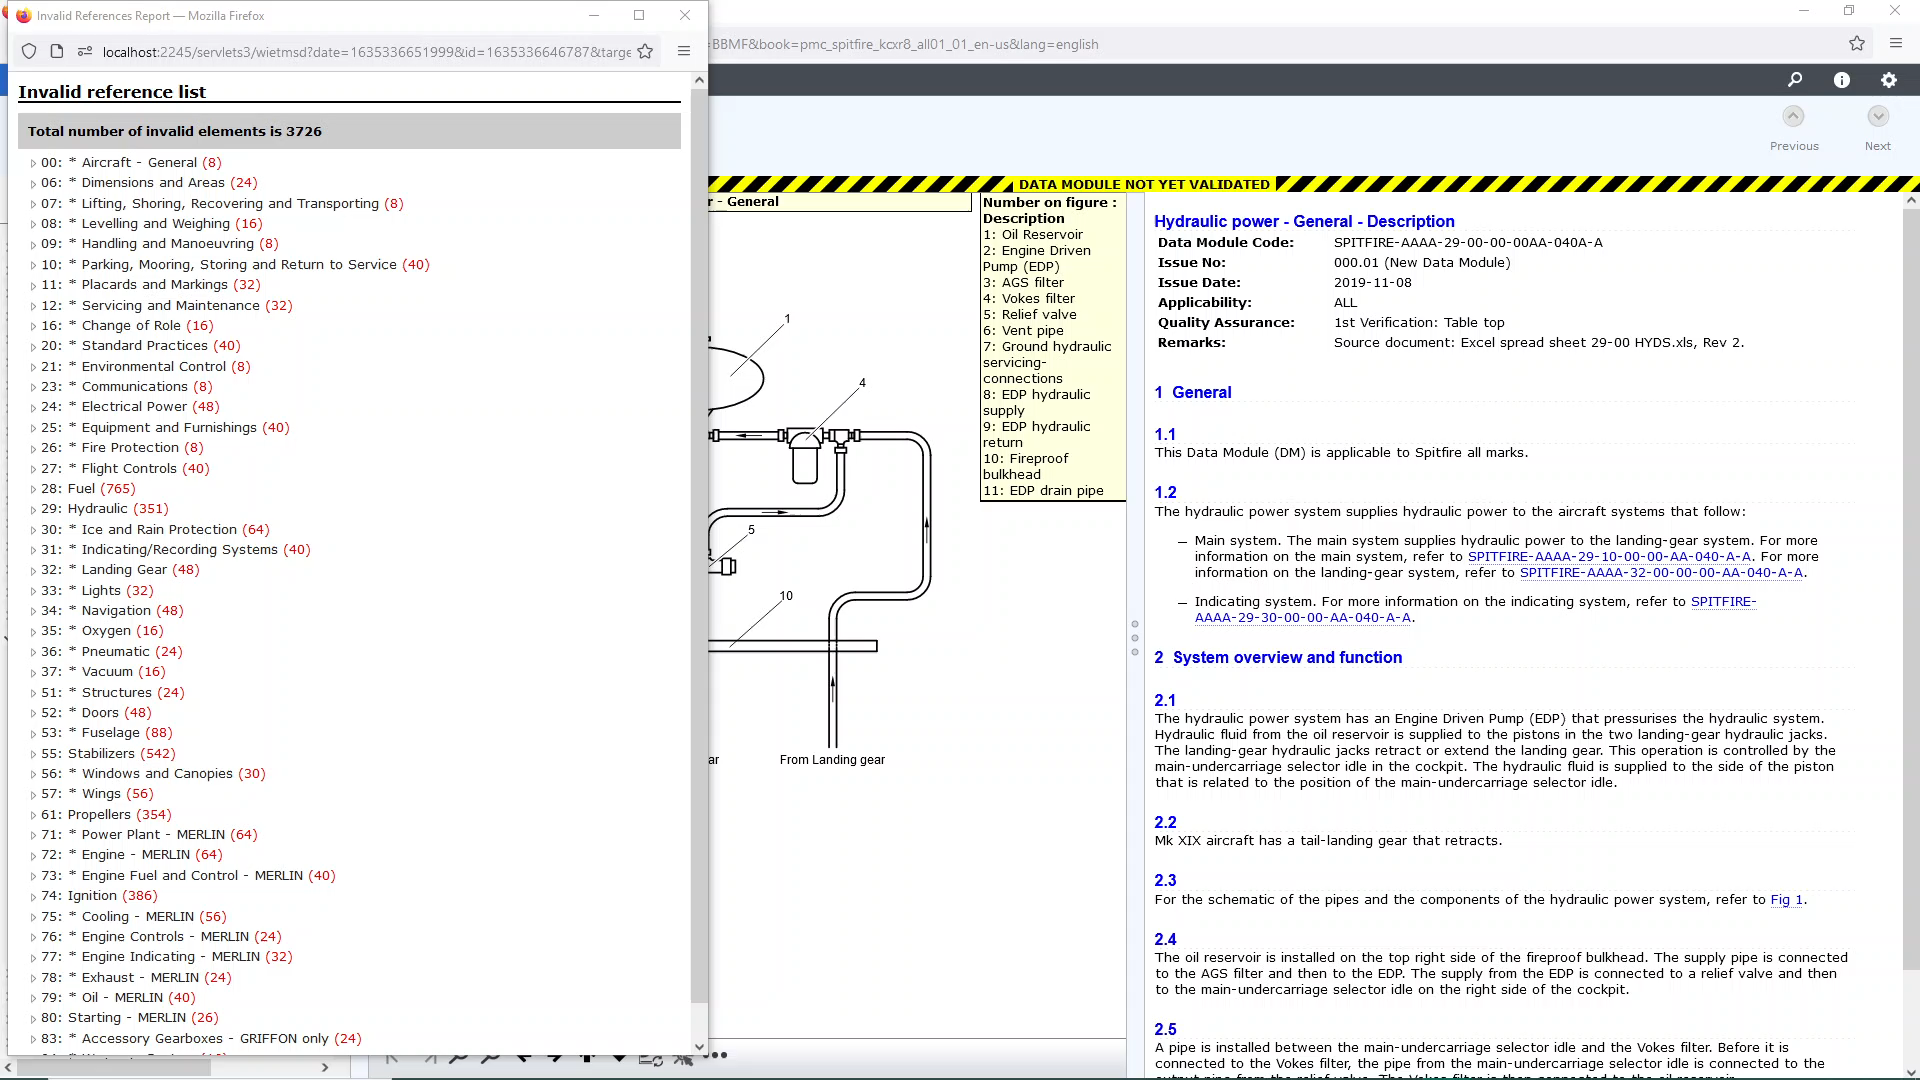 Invalid References Report — Mozilla Firefox
localhost:2245/servlets3/wietmsd?date=1635336651999&id=1635336646787&targe
=BBMF&book=pmc_spitfire_kcxr8_all01_01_en-us&lang=english
Invalid reference list
Total number of invalid elements is 3726
00: * Aircraft - General (8)
06: * Dimensions and Areas (24)
07: * Lifting, Shoring, Recovering and Transporting (8)
08: * Levelling and Weighing (16)
09: * Handling and Manoeuvring (8)
10: * Parking, Mooring, Storing and Return to Service (40)
11: * Placards and Markings (32)
12: * Servicing and Maintenance (32)
16: * Change of Role (16)
20: * Standard Practices (40)
21: * Environmental Control (8)
23: * Communications (8)
24: * Electrical Power (48)
25: * Equipment and Furnishings (40)
26: * Fire Protection (8)
27: * Flight Controls (40)
28: Fuel (765)
29: Hydraulic (351)
30: * Ice and Rain Protection (64)
31: * Indicating/Recording Systems (40)
32: * Landing Gear (48)
33: * Lights (32)
34: * Navigation (48)
35: * Oxygen (16)
36: * Pneumatic (24)
37: * Vacuum (16)
51: * Structures (24)
52: * Doors (48)
53: * Fuselage (88)
55: Stabilizers (542)
56: * Windows and Canopies (30)
57: * Wings (56)
61: Propellers (354)
71: * Power Plant - MERLIN (64)
72: * Engine - MERLIN (64)
73: * Engine Fuel and Control - MERLIN (40)
74: Ignition (386)
75: * Cooling - MERLIN (56)
76: * Engine Controls - MERLIN (24)
77: * Engine Indicating - MERLIN (32)
78: * Exhaust - MERLIN (24)
79: * Oil - MERLIN (40)
80: Starting - MERLIN (26)
83: * Accessory Gearboxes - GRIFFON only (24)
Previous
Next
DATA MODULE NOT YET VALIDATED
r - General
1
4
5
10
ar
From Landing gear
Number on figure :
Description
1: Oil Reservoir
2: Engine Driven
Pump (EDP)
3: AGS filter
4: Vokes filter
5: Relief valve
6: Vent pipe
7: Ground hydraulic
servicing-
connections
8: EDP hydraulic
supply
9: EDP hydraulic
return
10: Fireproof
bulkhead
11: EDP drain pipe
Hydraulic power - General - Description
Data Module Code: SPITFIRE-AAAA-29-00-00-00AA-040A-A
Issue No: 000.01 (New Data Module)
Issue Date: 2019-11-08
Applicability: ALL
Quality Assurance: 1st Verification: Table top
Remarks: Source document: Excel spread sheet 29-00 HYDS.xls, Rev 2.
1 General
1.1
This Data Module (DM) is applicable to Spitfire all marks.
1.2
The hydraulic power system supplies hydraulic power to the aircraft systems that follow:
– Main system. The main system supplies hydraulic power to the landing-gear system. For more
information on the main system, refer to SPITFIRE-AAAA-29-10-00-00-AA-040-A-A. For more
information on the landing-gear system, refer to SPITFIRE-AAAA-32-00-00-00-AA-040-A-A.
– Indicating system. For more information on the indicating system, refer to SPITFIRE-
AAAA-29-30-00-00-AA-040-A-A.
2 System overview and function
2.1
The hydraulic power system has an Engine Driven Pump (EDP) that pressurises the hydraulic system.
Hydraulic fluid from the oil reservoir is supplied to the pistons in the two landing-gear hydraulic jacks.
The landing-gear hydraulic jacks retract or extend the landing gear. This operation is controlled by the
main-undercarriage selector idle in the cockpit. The hydraulic fluid is supplied to the side of the piston
that is related to the position of the main-undercarriage selector idle.
2.2
Mk XIX aircraft has a tail-landing gear that retracts.
2.3
For the schematic of the pipes and the components of the hydraulic power system, refer to Fig 1.
2.4
The oil reservoir is installed on the top right side of the fireproof bulkhead. The supply pipe is connected
to the AGS filter and then to the EDP. The supply from the EDP is connected to a relief valve and then
to the main-undercarriage selector idle on the right side of the cockpit.
2.5
A pipe is installed between the main-undercarriage selector idle and the Vokes filter. Before it is
connected to the Vokes filter, the pipe from the main-undercarriage selector idle is connected to the